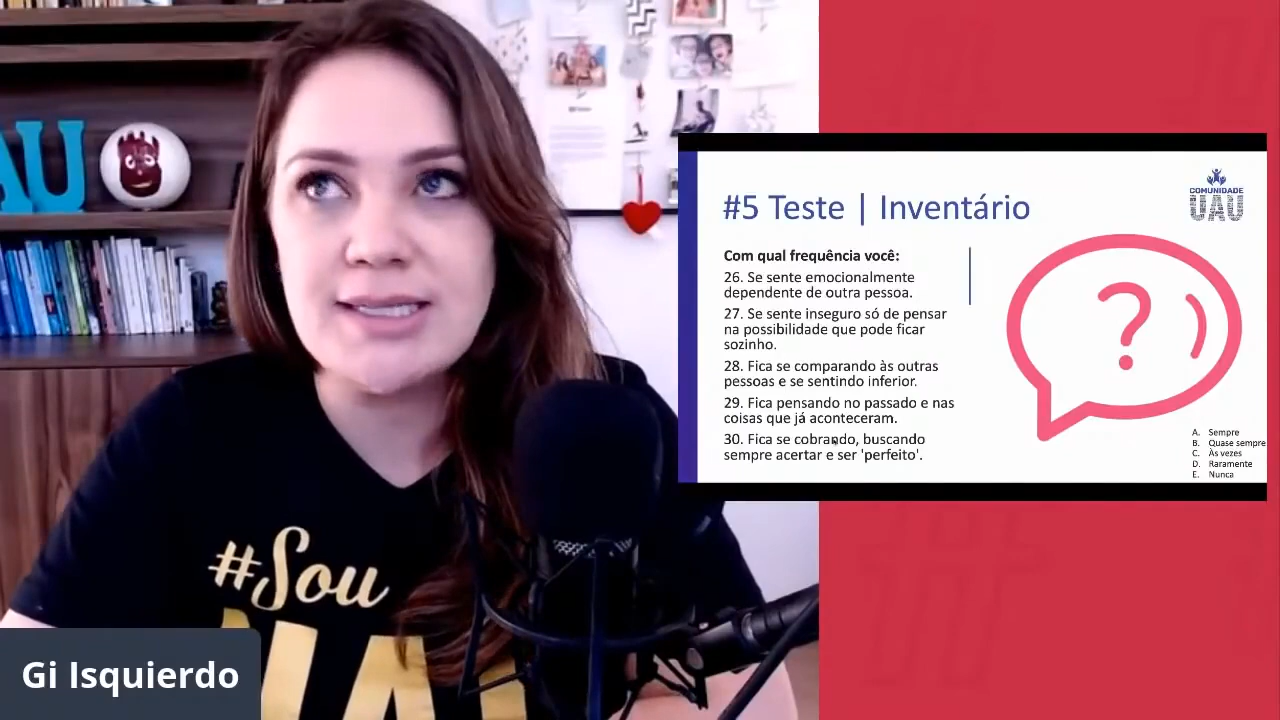 AU
#5 Teste | Inventário
COMUNIDADE
UAU
Com qual frequência você:
26. Se sente emocionalmente
dependente de outra pessoa.
27. Se sente inseguro só de pensar
na possibilidade que pode ficar
sozinho.
28. Fica se comparando às outras
pessoas e se sentindo inferior.
29. Fica pensando no passado e nas
coisas que já aconteceram.
30. Fica se cobrando, buscando
sempre acertar e ser 'perfeito'.
?
A. Sempre
B. Quase sempre
C. Às vezes
D. Raramente
E. Nunca
#Sou
UAU
Gi Isquierdo